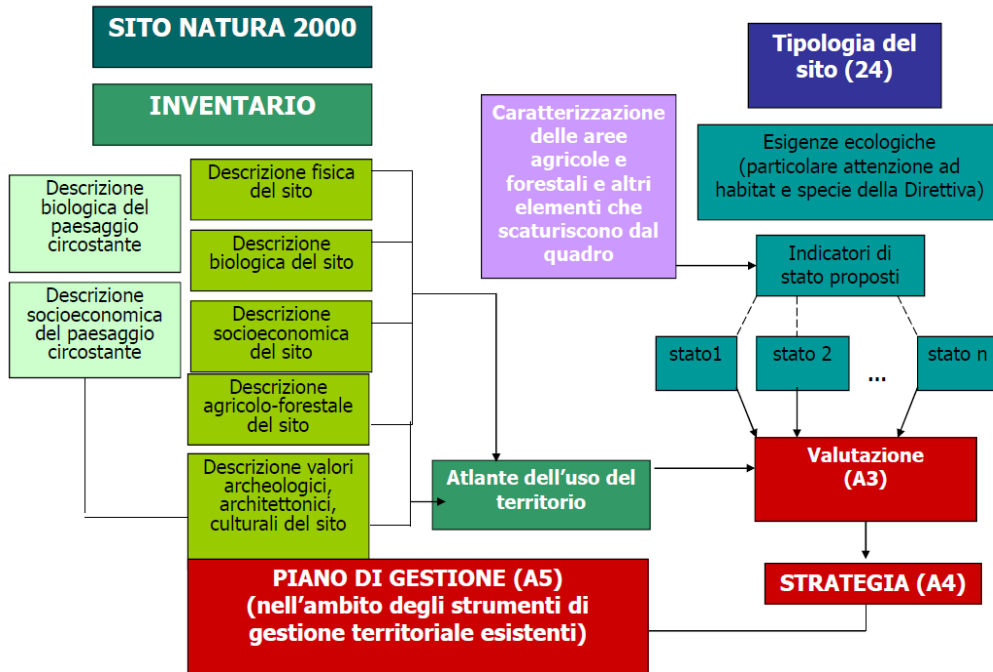 SITO NATURA 2000
INVENTARIO
Descrizione
biologica del
paesaggio
circostante
Descrizione
socioeconomica
del paesaggio
circostante
Descrizione fisica
del sito
Descrizione
biologica del sito
Descrizione
socioeconomica
del sito
Descrizione
agricolo-forestale
del sito
Descrizione valori
archeologici,
architettonici,
culturali del sito
PIANO DI GESTIONE (A5)
(nell'ambito degli strumenti di
gestione territoriale esistenti)
Atlante dell'uso del
territorio
Caratterizzazione
delle aree
agricole e
forestali e altri
elementi che
scaturiscono dal
quadro
Tipologia del
sito (24)
Esigenze ecologiche
(particolare attenzione ad
habitat e specie della Direttiva)
Indicatori di
stato proposti
stato1
stato 2
...
stato n
Valutazione
(A3)
STRATEGIA (A4)